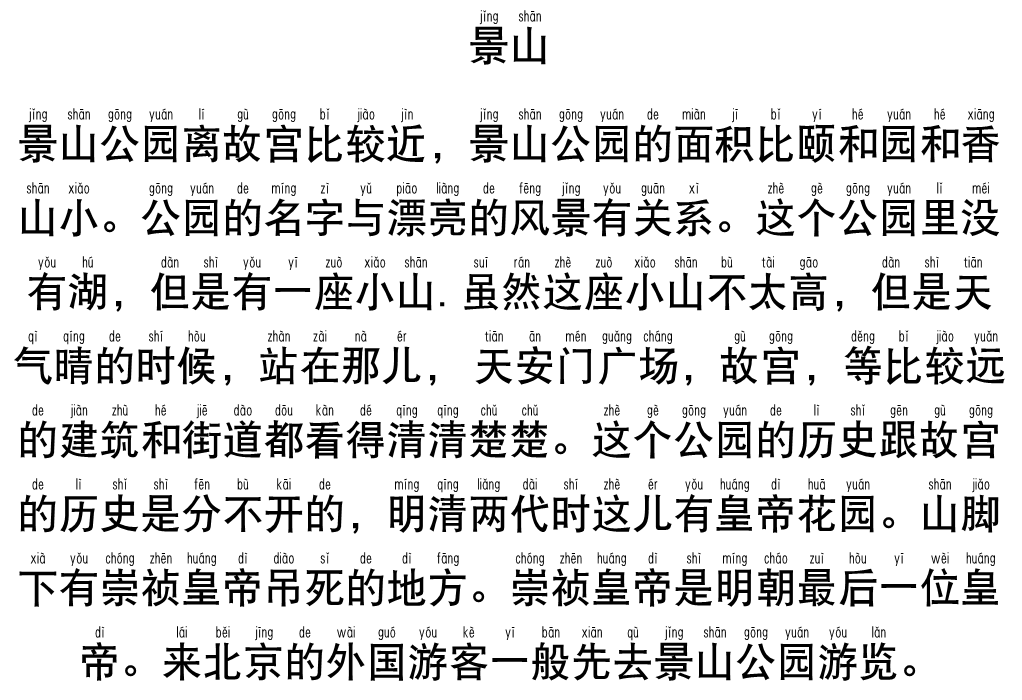 jǐng shān
景山
jǐng shān gōng yuán lí gù gōng bǐ jiào jìn jǐng shān gōng yuán de miàn jī bǐ yí hé yuán hé xiāng
景山公园离故宫比较近，景山公园的面积比颐和园和香
shān xiǎo gōng yuán de míng zì yǔ piāo liàng de fēng jǐng yǒu guān xì zhè gè gōng yuán lǐ méi
山小。公园的名字与漂亮的风景有关系。这个公园里没
yǒu hú dàn shì yǒu yī zuò xiǎo shān suī rán zhè zuò xiǎo shān bù tài gāo dàn shì tiān
有湖，但是有一座小山. 虽然这座小山不太高，但是天
qì qíng de shí hòu zhàn zài nà ér tiān ān mén guǎng chǎng gù gōng děng bǐ jiào yuǎn
气晴的时候，站在那儿， 天安门广场，故宫，等比较远
de jiàn zhù hé jiē dào dōu kàn dé qīng qīng chǔ chǔ zhè gè gōng yuán de lì shǐ gēn gù gōng
的建筑和街道都看得清清楚楚。这个公园的历史跟故宫
de lì shǐ shì fēn bù kāi de míng qīng liǎng dài shí zhè ér yǒu huáng dì huā yuán shān jiǎo
的历史是分不开的，明清两代时这儿有皇帝花园。山脚
xià yǒu chóng zhēn huáng dì diào sǐ de dì fāng chóng zhēn huáng dì shì míng cháo zuì hòu yī wèi huáng
下有崇祯皇帝吊死的地方。崇祯皇帝是明朝最后一位皇
dì lái běi jīng de wài guó yóu kè yī bān xiān qù jǐng shān gōng yuán yóu lǎn
帝。来北京的外国游客一般先去景山公园游览。